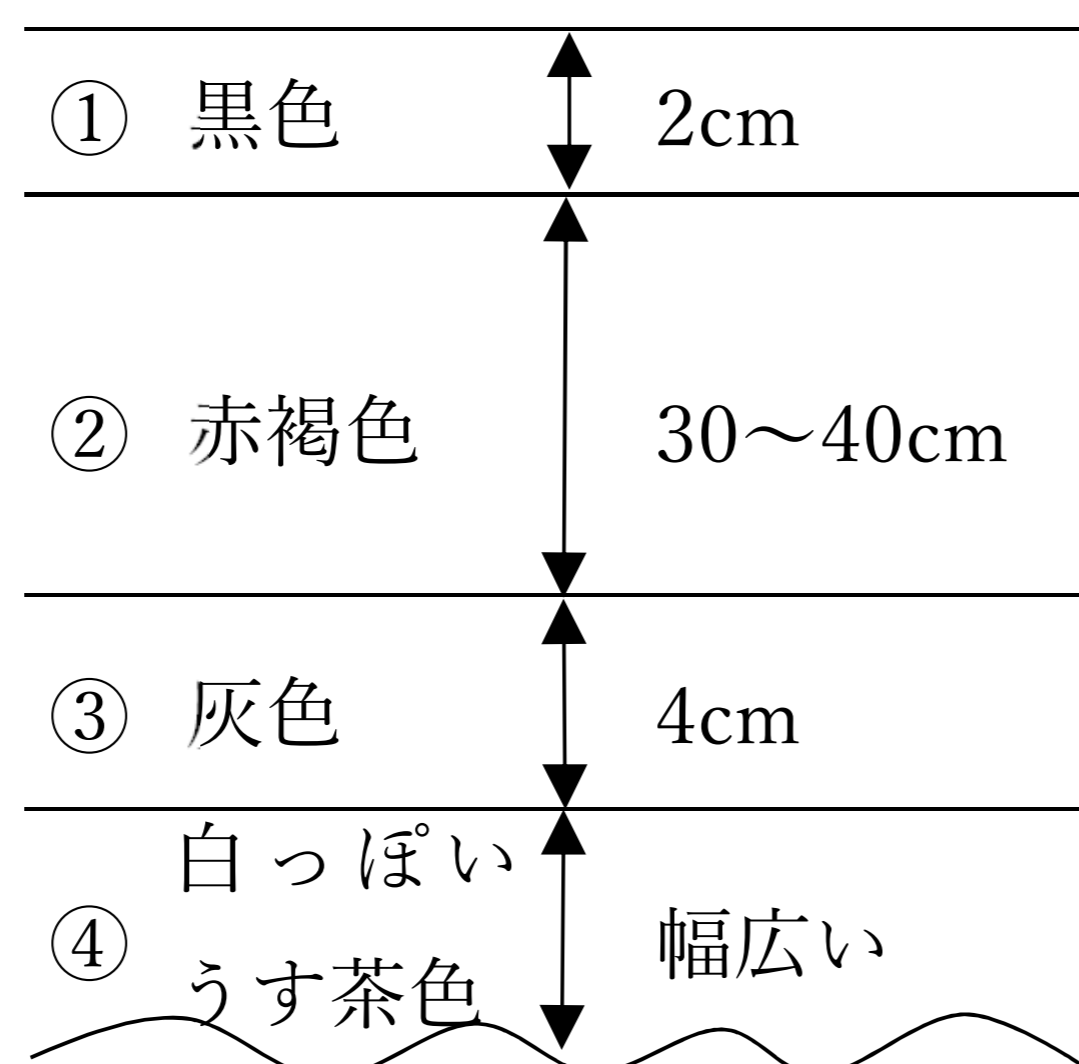 ① 黒色 2cm
② 赤褐色 30〜40cm
③ 灰色 4cm
白っぽい
④ 幅広い
うす茶色